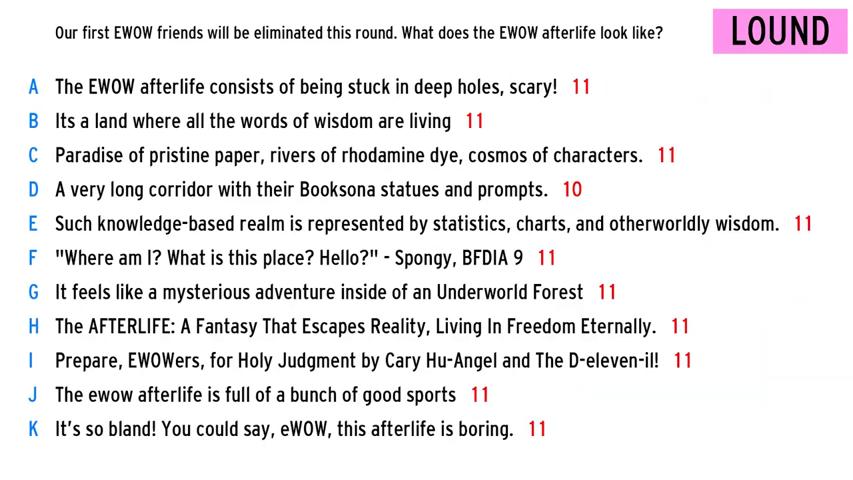 Our first EWOW friends will be eliminated this round. What does the EWOW afterlife look like?
LOUND
A The EWOW afterlife consists of being stuck in deep holes, scary! 11
B Its a land where all the words of wisdom are living 11
C Paradise of pristine paper, rivers of rhodamine dye, cosmos of characters. 11
D A very long corridor with their Booksona statues and prompts. 10
E Such knowledge-based realm is represented by statistics, charts, and otherworldly wisdom. 11
F "Where am I? What is this place? Hello?" - Spongy, BFDIA 9 11
G It feels like a mysterious adventure inside of an Underworld Forest 11
H The AFTERLIFE: A Fantasy That Escapes Reality, Living In Freedom Eternally. 11
I Prepare, EWOWers, for Holy Judgment by Cary Hu-Angel and The D-eleven-il! 11
J The ewow afterlife is full of a bunch of good sports 11
K It’s so bland! You could say, eWOW, this afterlife is boring. 11